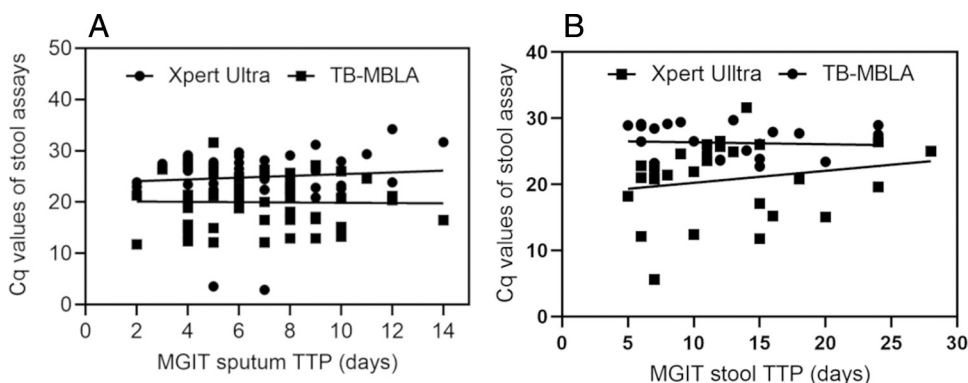 A
Cq values of stool assays
50
40
30
20
10
0
Xpert Ultra TB-MBLA
0 2 4 6 8 10 12 14
MGIT sputum TTP (days)
B
Cq values of stool assay
40
30
20
10
0
Xpert Ulltra TB-MBLA
0 5 10 15 20 25 30
MGIT stool TTP (days)